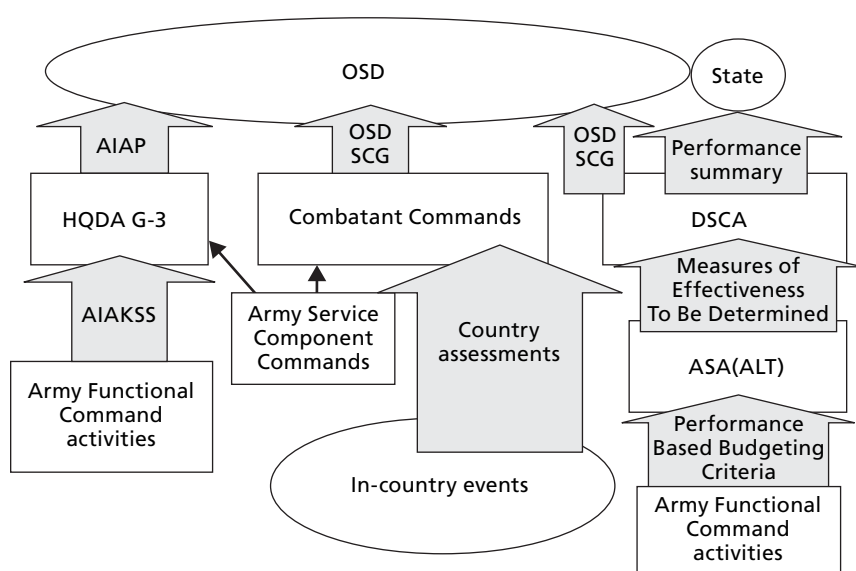 OSD
State
AIAP
OSD
SCG
OSD
SCG
Performance
summary
HQDA G-3
Combatant Commands
DSCA
AIAKSS
Army Service
Component
Commands
Country
assessments
Measures of
Effectiveness
To Be Determined
ASA(ALT)
Army Functional
Command
activities
Performance
Based Budgeting
Criteria
In-country events
Army Functional
Command
activities